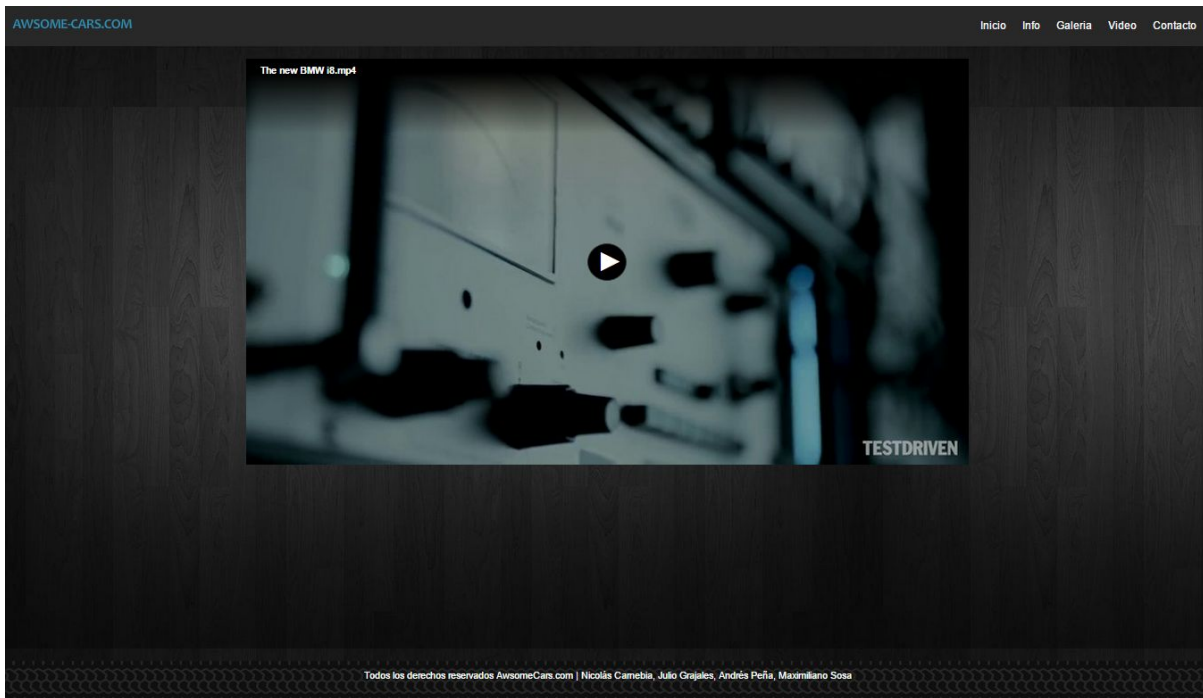 AWSOME-CARS.COM
Inicio Info Galeria Video Contacto
The new BMW i8.mp4
TESTDRIVEN
Todos los derechos reservados AwsomeCars.com | Nicolás Carnebia, Julio Grajales, Andrés Peña, Maximiliano Sosa